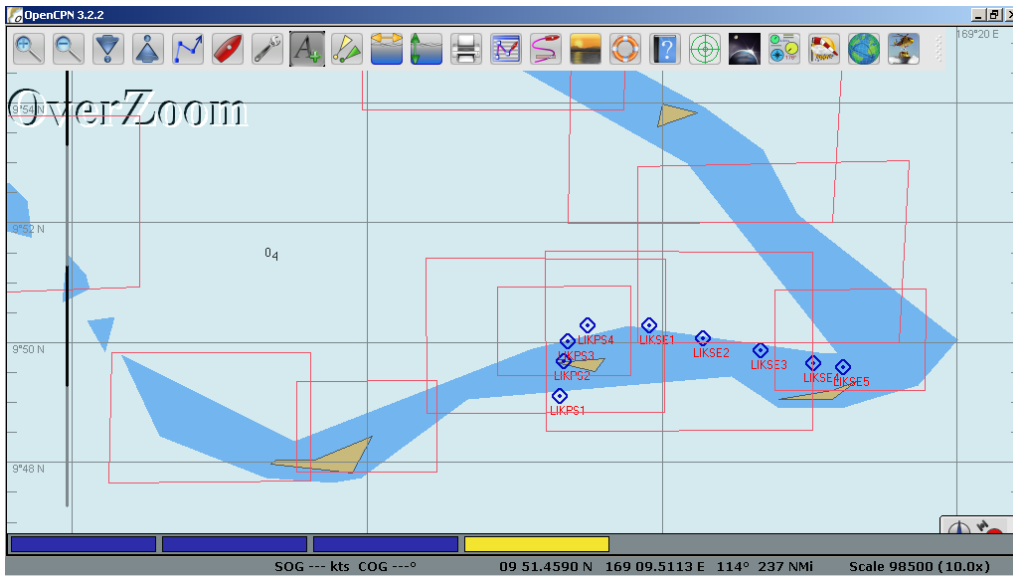 OpenCPN 3.2.2
169°20 E
9°54 N
OverZoom
9°52 N
04
9°50 N
LIKPS4
LIKSE1
LIKSE2
LIKPS3
LIKSE3
LIKPS2
LIKSE4
LIKSE5
LIKPS1
9°48 N
SOG --- kts COG ---°
09 51.4590 N 169 09.5113 E 114° 237 NMi
Scale 98500 (10.0x)